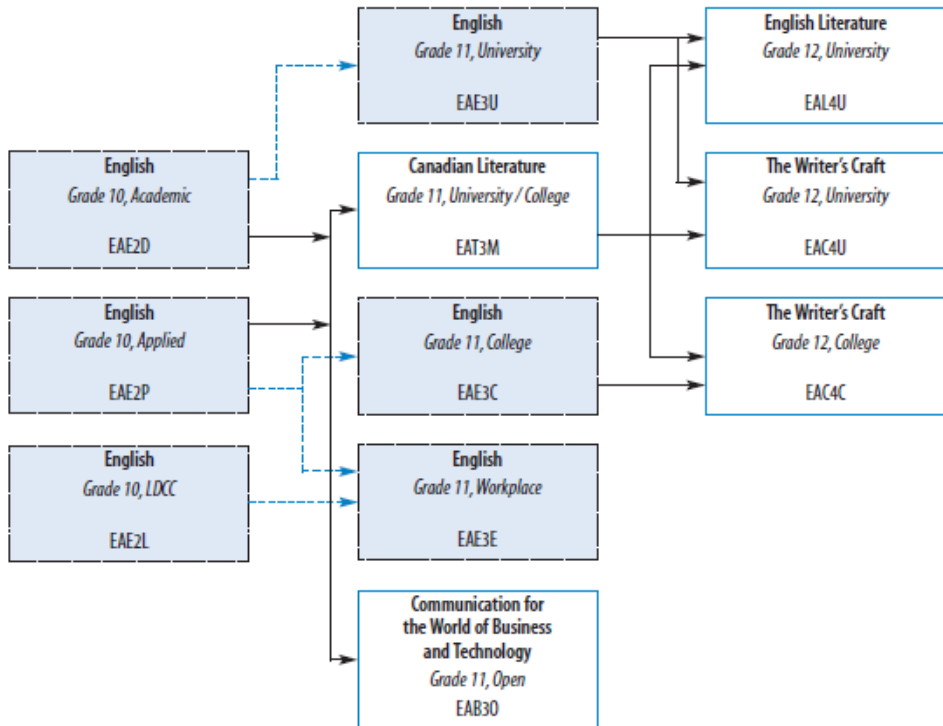 English
Grade 11, University
EAE3U
English Literature
Grade 12, University
EAL4U
English
Grade 10, Academic
EAE2D
Canadian Literature
Grade 11, University / College
EAT3M
The Writer's Craft
Grade 12, University
EAC4U
English
Grade 10, Applied
EAE2P
English
Grade 11, College
EAE3C
The Writer's Craft
Grade 12, College
EAC4C
English
Grade 10, LDCC
EAE2L
English
Grade 11, Workplace
EAE3E
Communication for
the World of Business
and Technology
Grade 11, Open
EAB3O